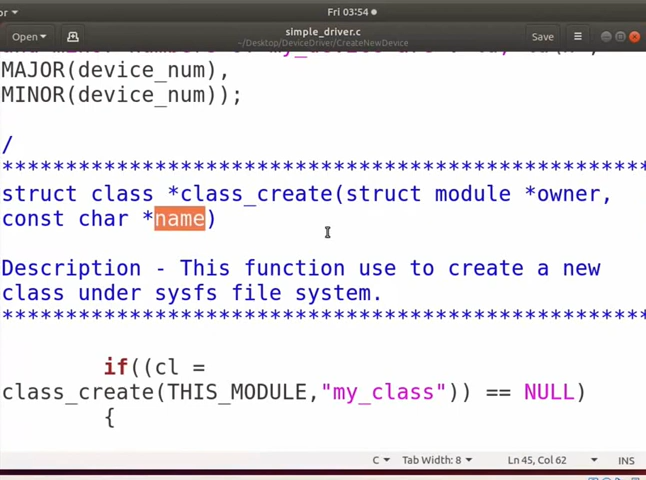 or ▾ Fri 03:54 ●
Open ▾ simple_driver.c Save
~/Desktop/DeviceDriver/CreateNewDevice
MAJOR(device_num),
MINOR(device_num));
/
*****************************************************
struct class *class_create(struct module *owner,
const char *name)
Description - This function use to create a new
class under sysfs file system.
*****************************************************
if((cl =
class_create(THIS_MODULE,"my_class")) == NULL)
{
C ▾ Tab Width: 8 ▾ Ln 45, Col 62 ▾ INS